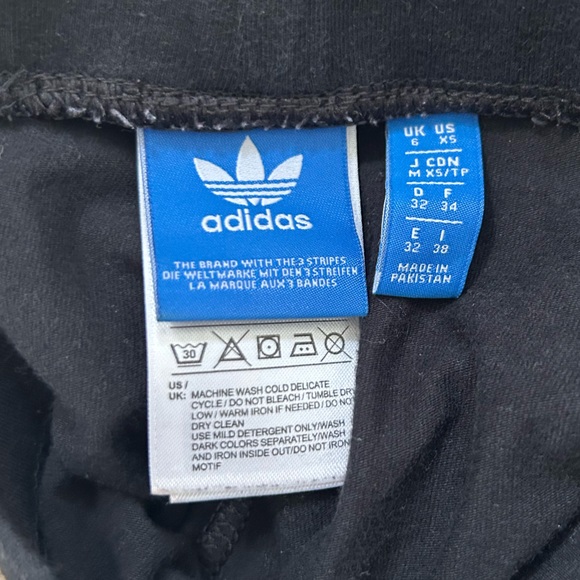 adidas
THE BRAND WITH THE 3 STRIPES
DIE WELTMARKE MIT DEN 3 STREIFEN
LA MARQUE AUX 3 BANDES
UK US
6 XS
J CDN
M XS/TP
D F
32 34
E I
32 38
MADE IN
PAKISTAN
30
US /
UK: MACHINE WASH COLD DELICATE
CYCLE / DO NOT BLEACH / TUMBLE DRY
LOW / WARM IRON IF NEEDED / DO NOT
DRY CLEAN
USE MILD DETERGENT ONLY/WASH
DARK COLORS SEPARATELY/WASH
AND IRON INSIDE OUT/DO NOT IRON
MOTIF